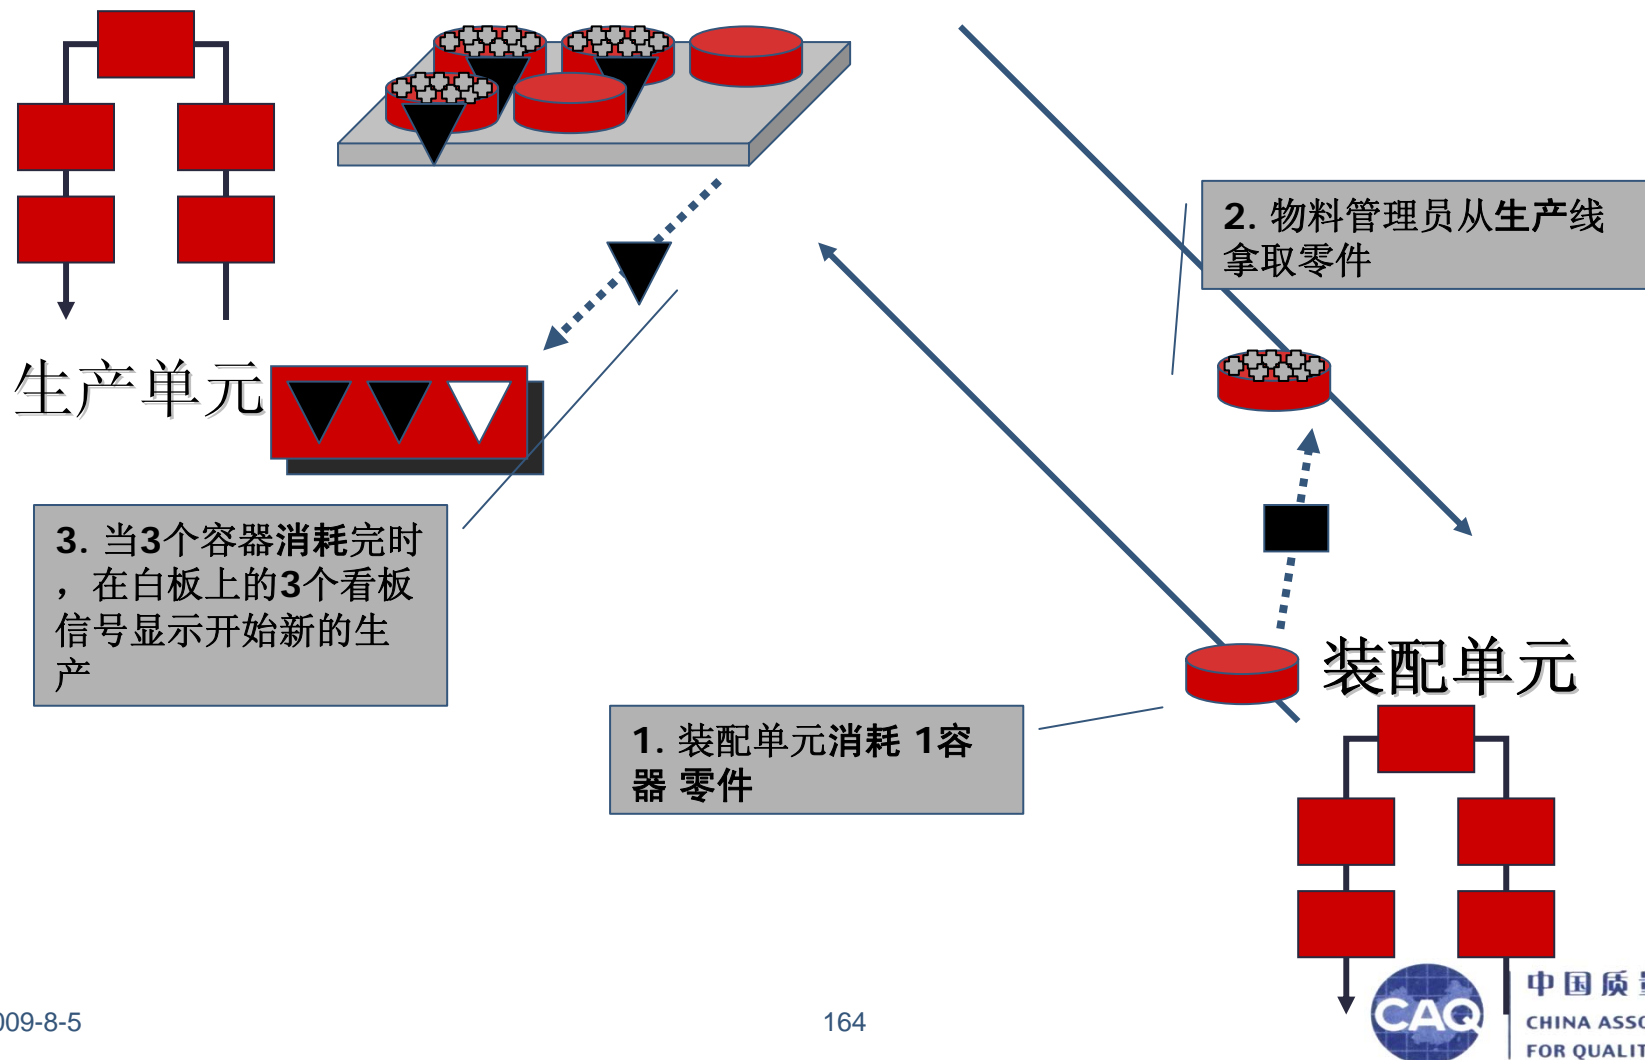 2. 物料管理员从生产线
拿取零件
生产单元
3. 当3个容器消耗完时
，在白板上的3个看板
信号显示开始新的生
产
装配单元
1. 装配单元消耗 1容
器 零件
CAQ
中国质
CHINA ASSO
FOR QUALIT
009-8-5
164